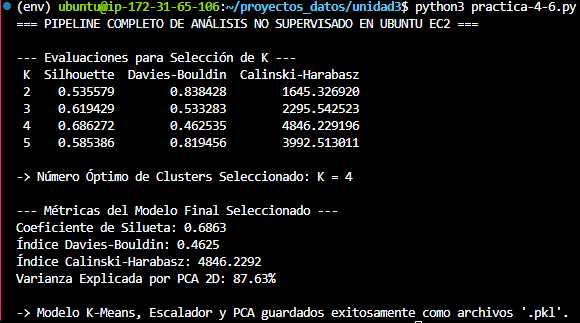 (env) ubuntu@ip-172-31-65-106:~/proyectos_datos/unidad3$ python3 practica-4-6.py
=== PIPELINE COMPLETO DE ANÁLISIS NO SUPERVISADO EN UBUNTU EC2 ===
--- Evaluaciones para Selección de K ---
K Silhouette Davies-Bouldin Calinski-Harabasz
2 0.535579 0.838428 1645.326920
3 0.619429 0.533283 2295.542523
4 0.686272 0.462535 4846.229196
5 0.585386 0.819456 3992.513011
-> Número Óptimo de Clusters Seleccionado: K = 4
--- Métricas del Modelo Final Seleccionado ---
Coeficiente de Silueta: 0.6863
Índice Davies-Bouldin: 0.4625
Índice Calinski-Harabasz: 4846.2292
Varianza Explicada por PCA 2D: 87.63%
-> Modelo K-Means, Escalador y PCA guardados exitosamente como archivos '.pkl'.